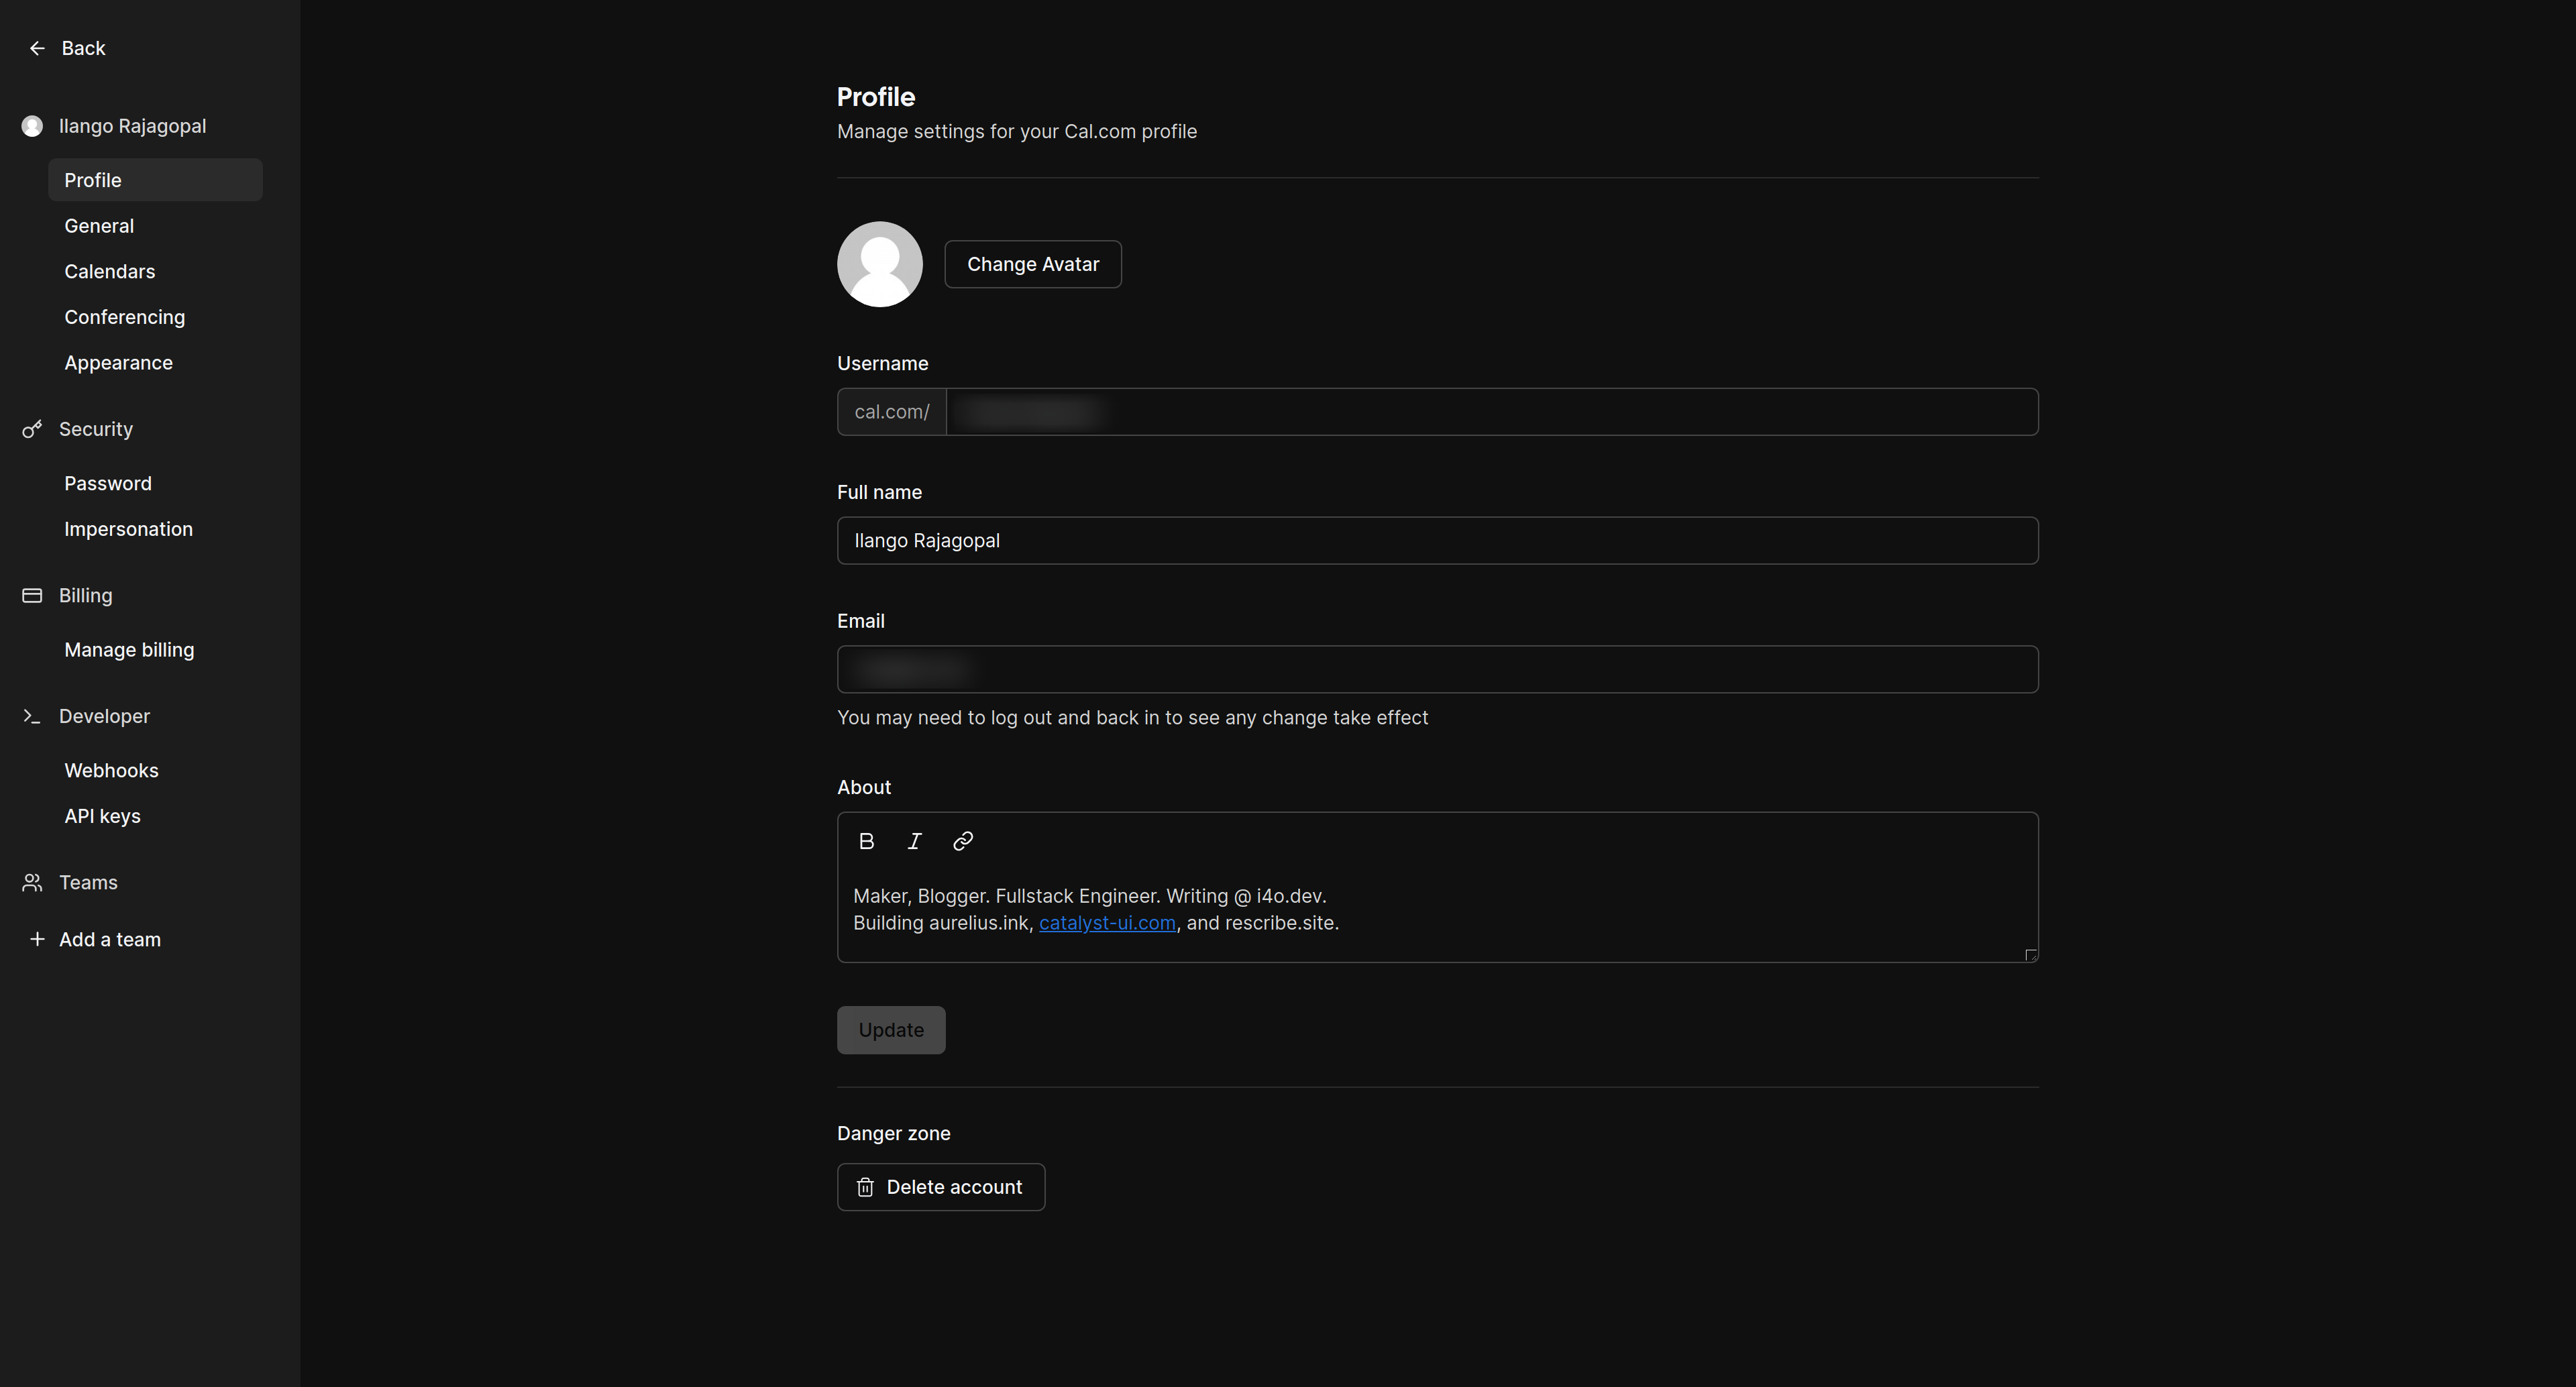 Back
Ilango Rajagopal
Profile
General
Calendars
Conferencing
Appearance
Security
Password
Impersonation
Billing
Manage billing
Developer
Webhooks
API keys
Teams
Add a team
Profile
Manage settings for your Cal.com profile
Change Avatar
Username
cal.com/
Full name
Ilango Rajagopal
Email
You may need to log out and back in to see any change take effect
About
B I
Maker, Blogger. Fullstack Engineer. Writing @ i4o.dev.
Building aurelius.ink, catalyst-ui.com, and rescribe.site.
Update
Danger zone
Delete account